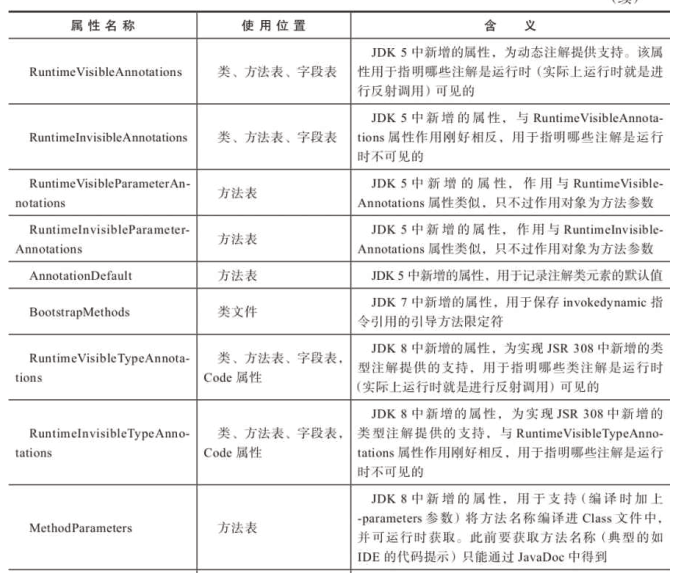 （续）
属性名称 使用位置 含 义
RuntimeVisibleAnnotations 类、方法表、字段表 JDK 5 中新增的属性，为动态注解提供支持。该属
性用于指明哪些注解是运行时（实际上运行时就是进
行反射调用）可见的
RuntimeInvisibleAnnotations 类、方法表、字段表 JDK 5 中新增的属性，与 RuntimeVisibleAnnota-
tions 属性作用刚好相反，用于指明哪些注解是运行
时不可见的
RuntimeVisibleParameterAn-
notations
方法表
JDK 5 中新增的属性，作用与 RuntimeVisible-
Annotations 属性类似，只不过作用对象为方法参数
RuntimeInvisibleParameter-
Annotations
方法表
JDK 5 中新增的属性，作用与 RuntimeInvisible-
Annotations 属性类似，只不过作用对象为方法参数
AnnotationDefault 方法表 JDK 5 中新增的属性，用于记录注解类元素的默认值
BootstrapMethods 类文件 JDK 7 中新增的属性，用于保存 invokedynamic 指
令引用的引导方法限定符
RuntimeVisibleTypeAnnota-
tions
类、方法表、字段表，
Code 属性
JDK 8 中新增的属性，为实现 JSR 308 中新增的类
型注解提供的支持，用于指明哪些类注解是运行时
（实际上运行时就是进行反射调用）可见的
RuntimeInvisibleTypeAnno-
tations
类、方法表、字段表，
Code 属性
JDK 8 中新增的属性，为实现 JSR 308 中新增的
类型注解提供的支持，与 RuntimeVisibleTypeAnno-
tations 属性作用刚好相反，用于指明哪些注解是运行
时不可见的
MethodParameters 方法表 JDK 8 中新增的属性，用于支持（编译时加上
-parameters 参数）将方法名称编译进 Class 文件中，
并可运行时获取。此前要获取方法名称（典型的如
IDE 的代码提示）只能通过 JavaDoc 中得到